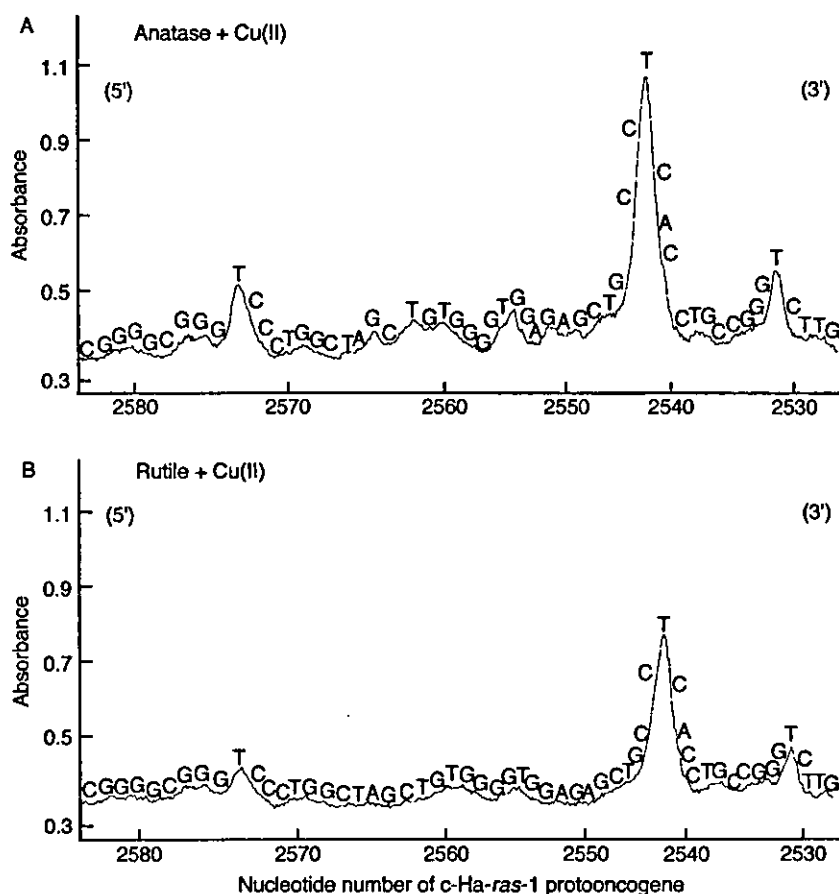 A
Anatase + Cu(II)
(5')
(3')
Absorbance
1.1
0.9
0.7
0.5
0.3
CGGGGCGGGTCCCTGGCTAGCTGTGGGGTGGAGAGCTGCCTCACCTGCCGGGTCTTG
2580 2570 2560 2550 2540 2530
B
Rutile + Cu(II)
(5')
(3')
Absorbance
1.1
0.9
0.7
0.5
0.3
CGGGGCGGGTCCCTGGCTAGCTGTGGGGTGGAGAGCTGCCTCACCTGCCGGGTCTTG
2580 2570 2560 2550 2540 2530
Nucleotide number of c-Ha-ras-1 protooncogene